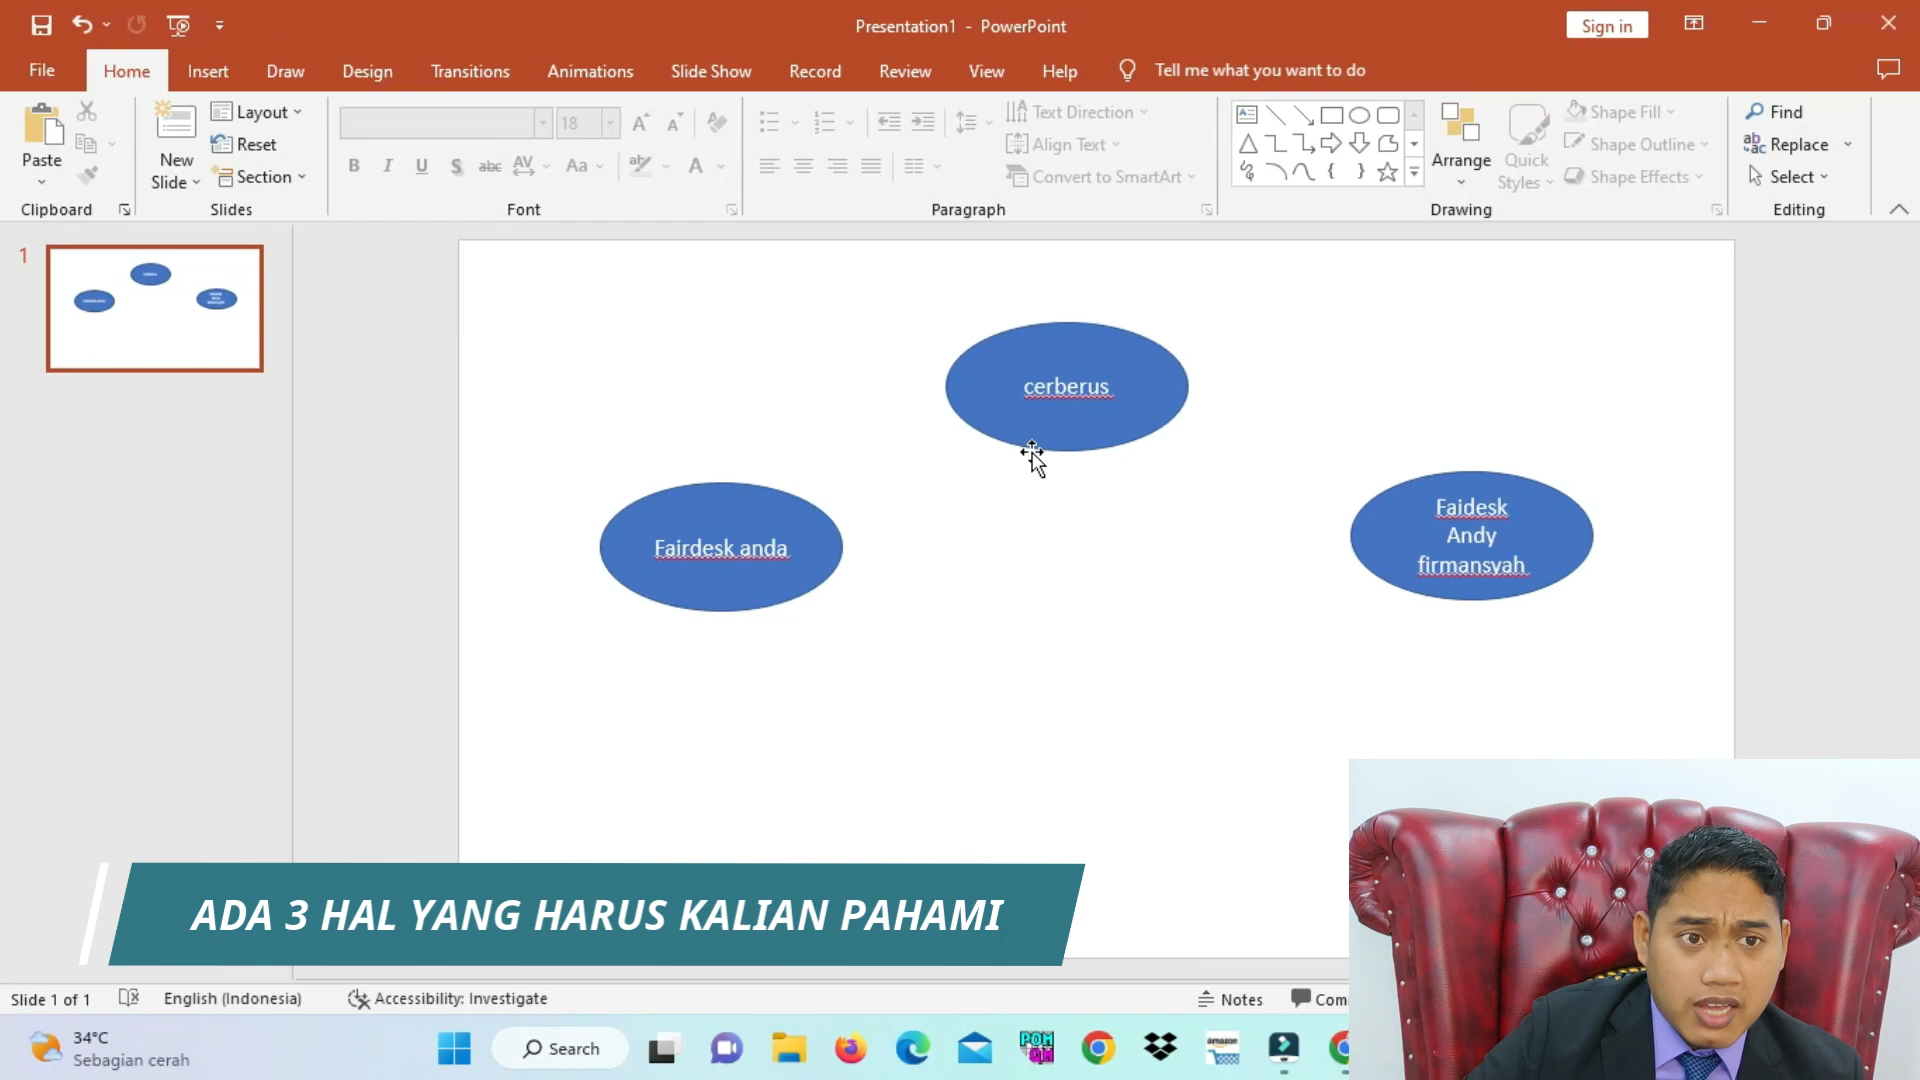 Presentation1 - PowerPoint
Sign in
File
Home
Insert
Draw
Design
Transitions
Animations
Slide Show
Record
Review
View
Help
Tell me what you want to do
Paste
Clipboard
New
Slide
Layout
Reset
Section
Slides
18
Font
Text Direction
Align Text
Convert to SmartArt
Paragraph
Arrange
Quick
Styles
Shape Fill
Shape Outline
Shape Effects
Drawing
Find
Replace
Select
Editing
1
cerberus
Fairdesk anda
Faidesk
Andy
firmansyah
ADA 3 HAL YANG HARUS KALIAN PAHAMI
Slide 1 of 1
English (Indonesia)
Accessibility: Investigate
Notes
Com
34°C
Sebagian cerah
Search
amazon